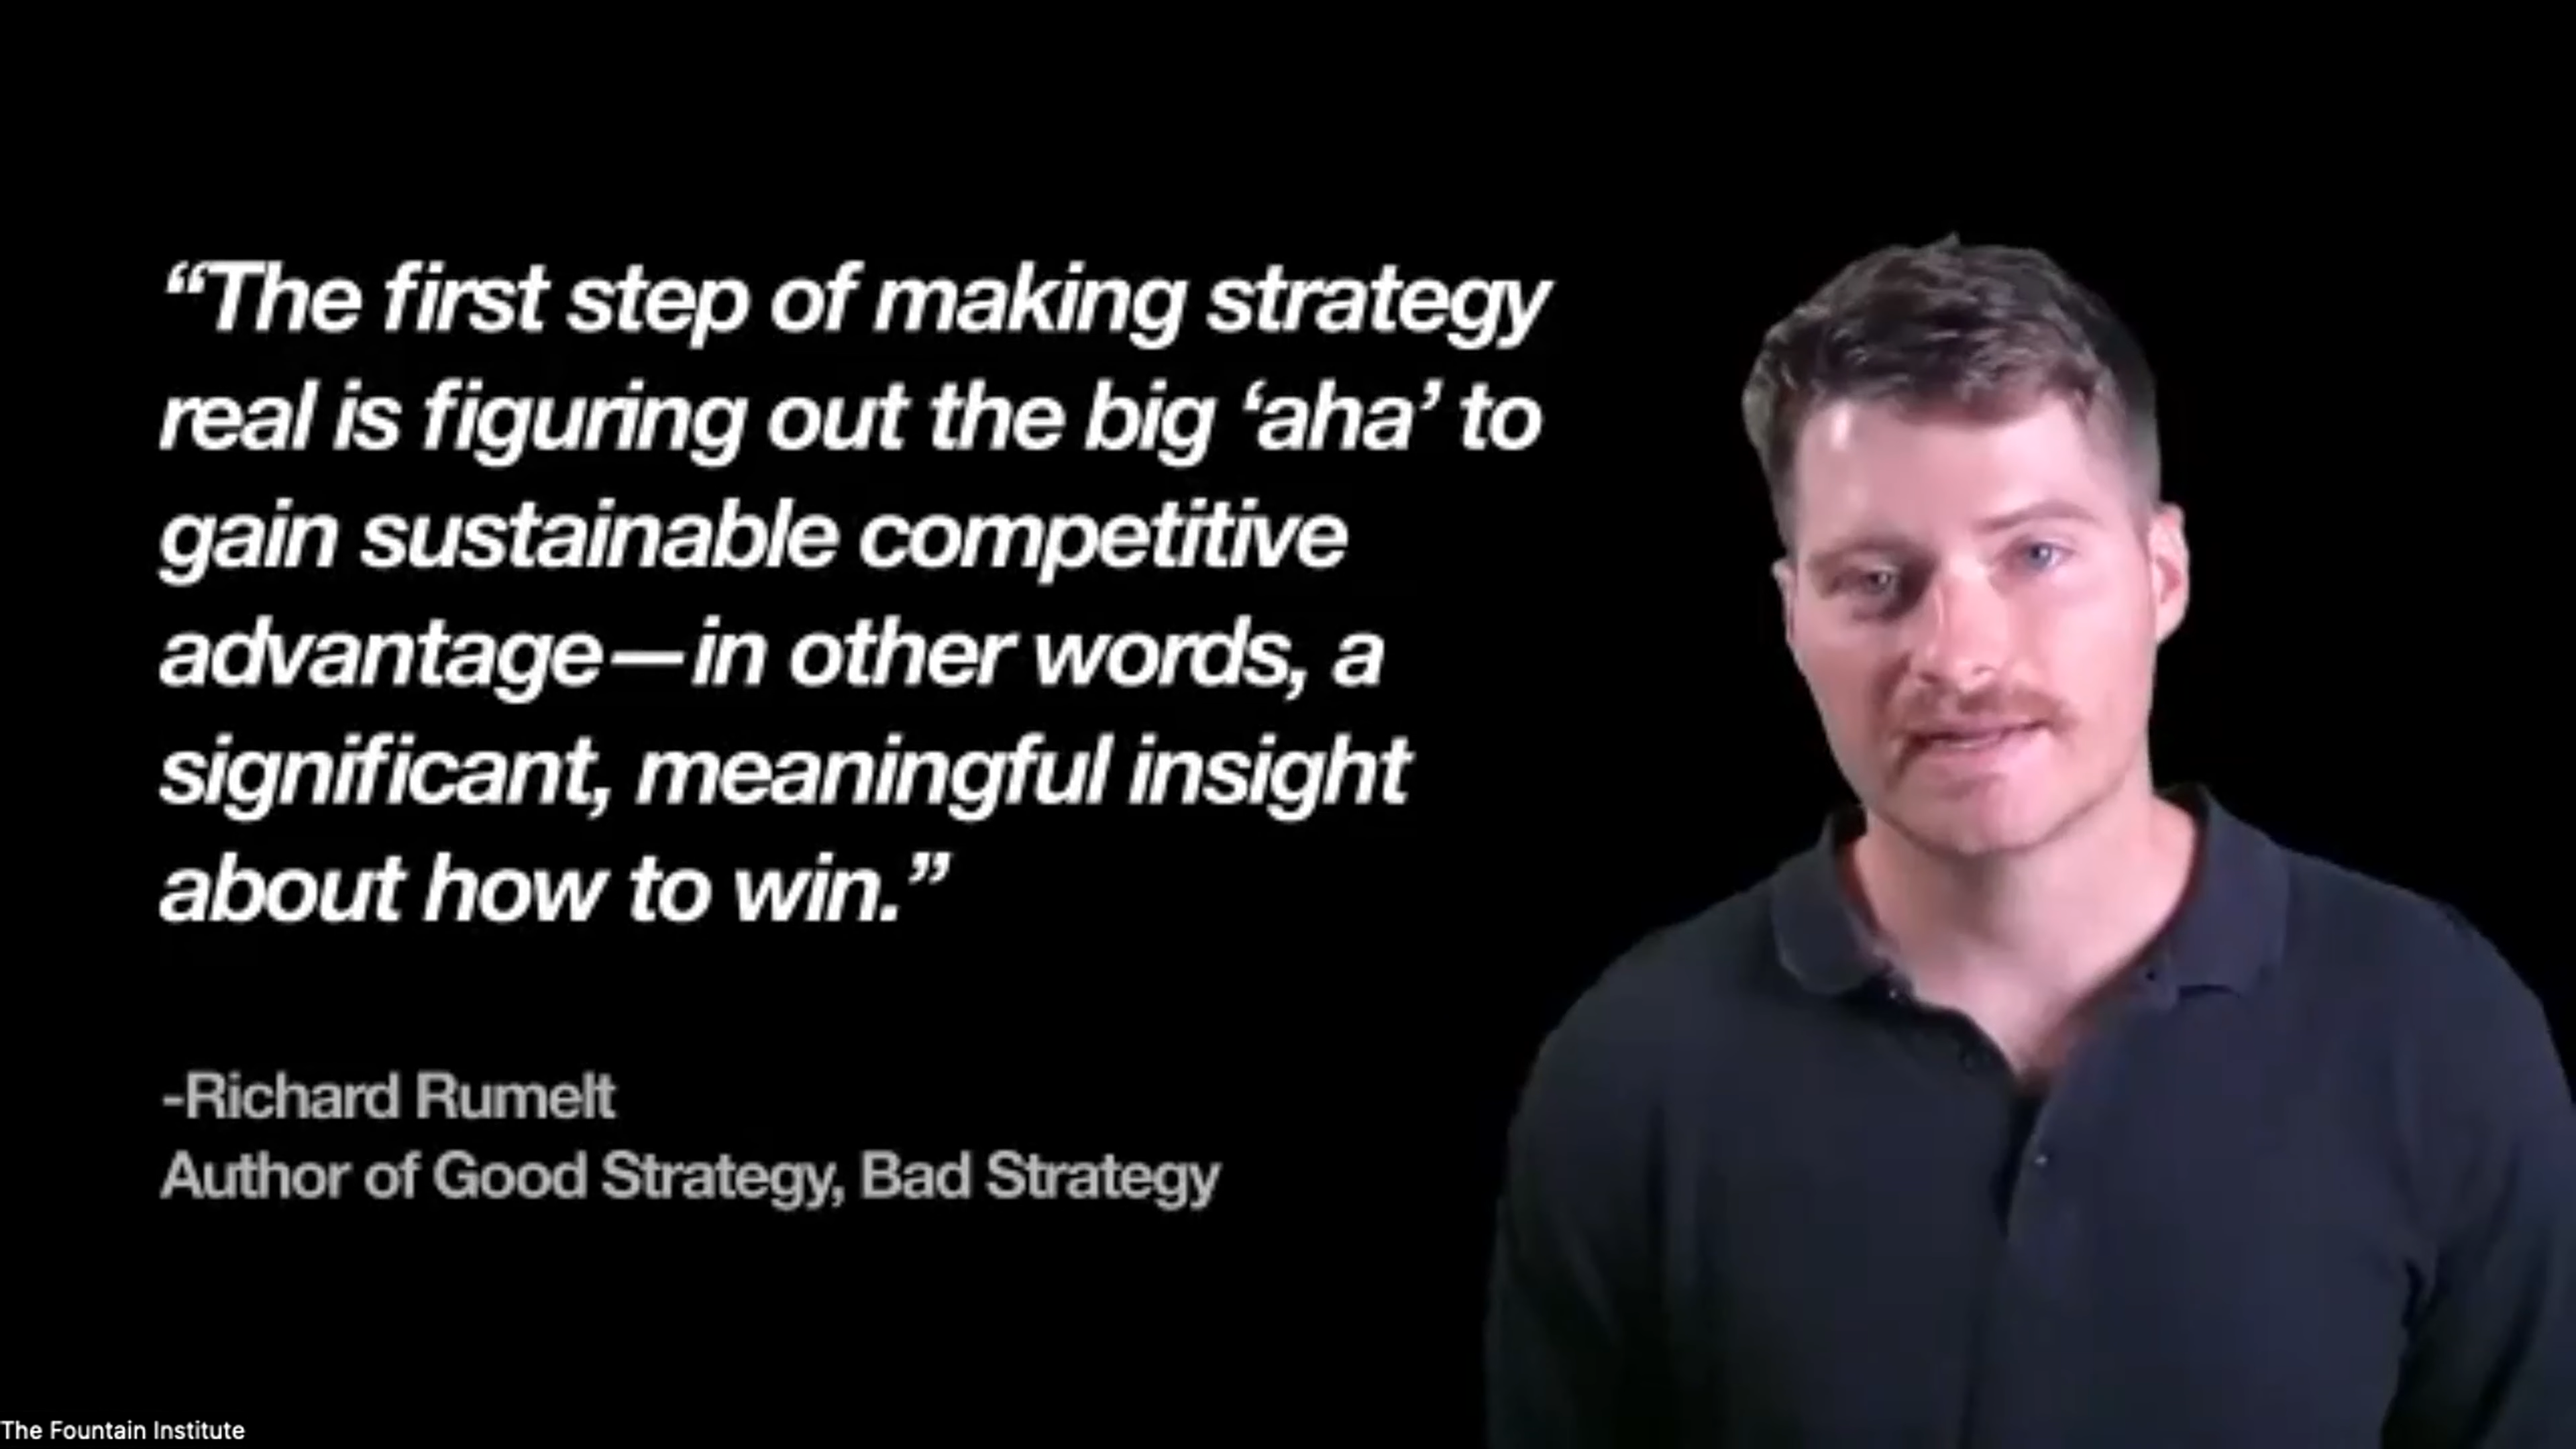 “The first step of making strategy
real is figuring out the big ‘aha’ to
gain sustainable competitive
advantage—in other words, a
significant, meaningful insight
about how to win.”
-Richard Rumelt
Author of Good Strategy, Bad Strategy
The Fountain Institute